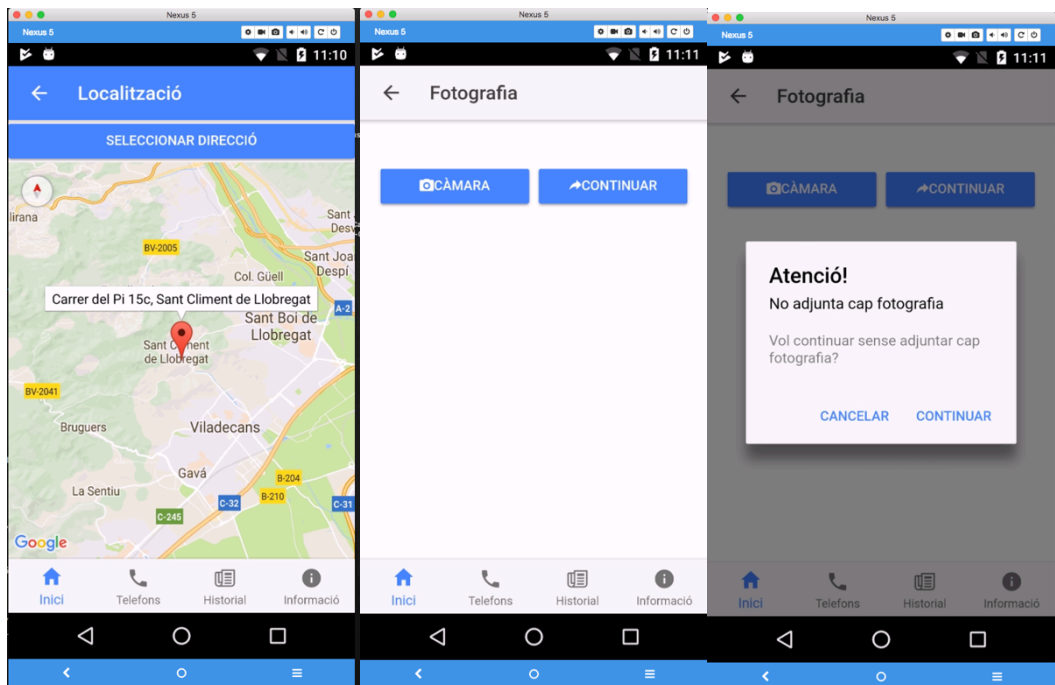 Nexus 5
Nexus 5
11:10
Localització
SELECCIONAR DIRECCIÓ
lirana
Sant
BV-2005
Sant Joa
Despí
Col. Güell
Carrer del Pi 15c, Sant Climent de Llobregat
A-2
Sant Boi de
Llobregat
Sant Climent
de Llobregat
BV-2041
Bruguers
Viladecans
Gavá
B-204
La Sentiu
B-210
C-32
C-31
C-245
Google
Inici
Telefons
Historial
Informació
Nexus 5
Nexus 5
11:11
Fotografia
CÀMARA
CONTINUAR
Inici
Telefons
Historial
Informació
Nexus 5
Nexus 5
11:11
Fotografia
CÀMARA
CONTINUAR
Atenció!
No adjunta cap fotografia
Vol continuar sense adjuntar cap
fotografia?
CANCELAR
CONTINUAR
Inici
Telefons
Historial
Informació